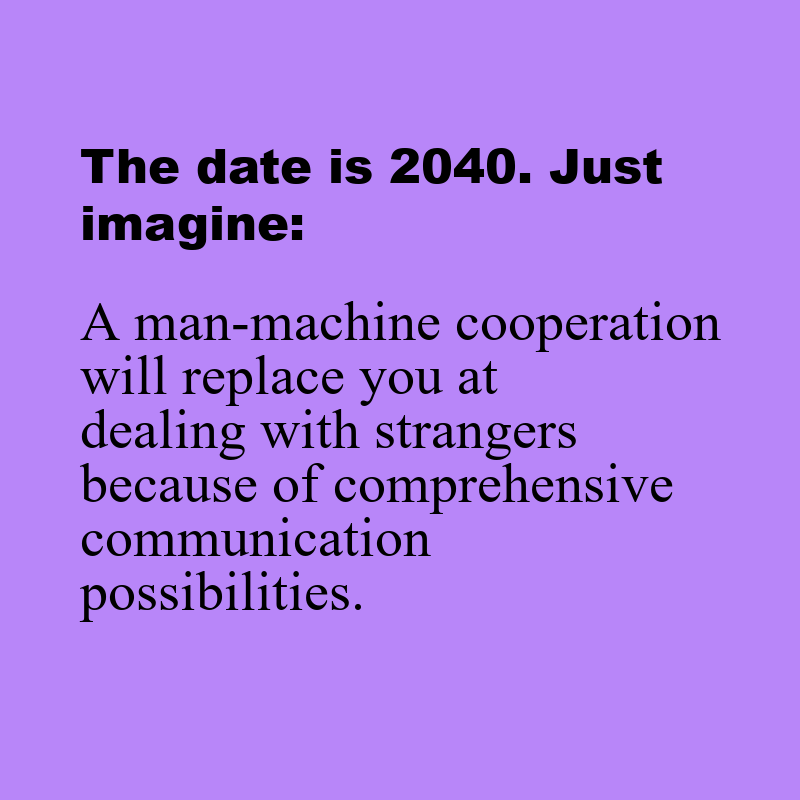 The date is 2040. Just
imagine:
A man-machine cooperation
will replace you at
dealing with strangers
because of comprehensive
communication
possibilities.